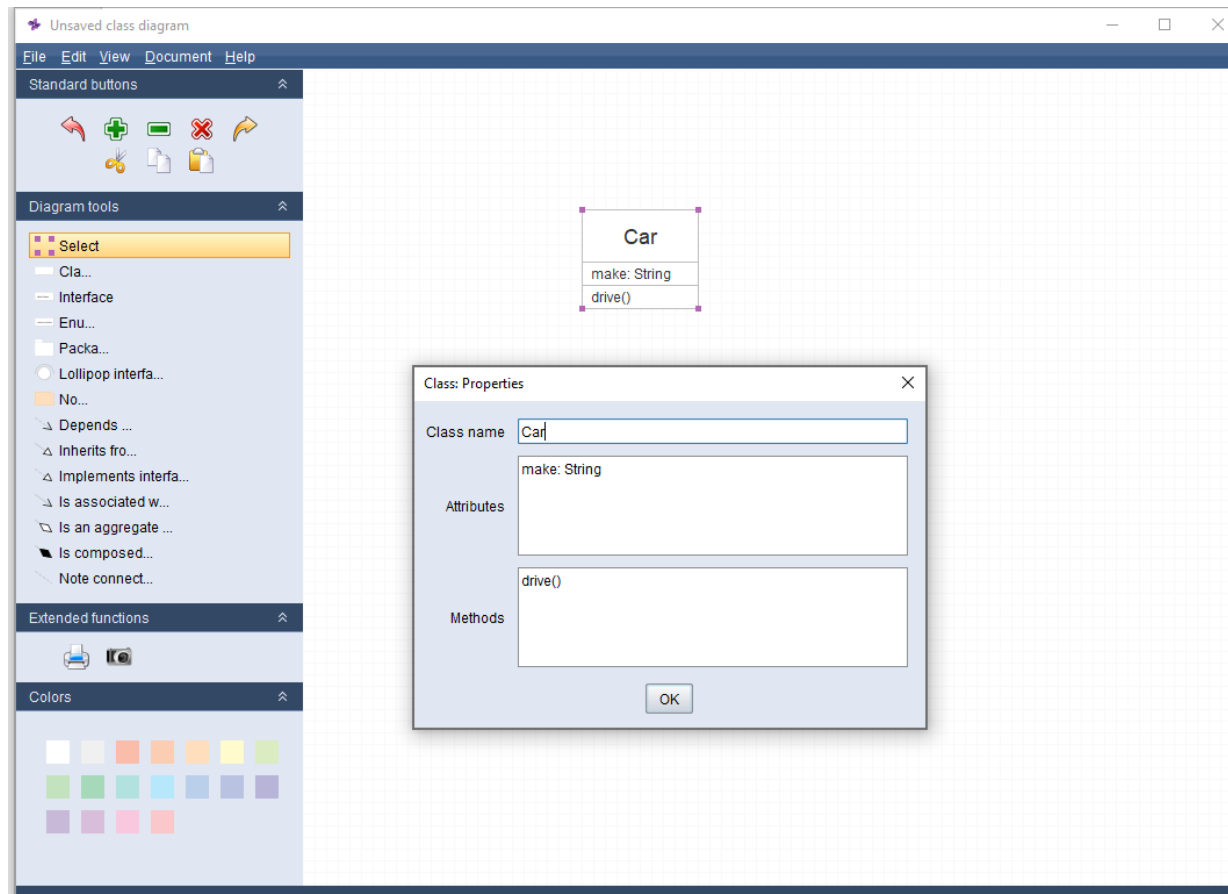 Unsaved class diagram
File Edit View Document Help
Standard buttons
Diagram tools
Select
Cla...
Interface
Enu...
Packa...
Lollipop interfa...
No...
Depends ...
Inherits fro...
Implements interfa...
Is associated w...
Is an aggregate ...
Is composed...
Note connect...
Extended functions
Colors
Car
make: String
drive()
Class: Properties
Class name Car
Attributes make: String
Methods drive()
OK